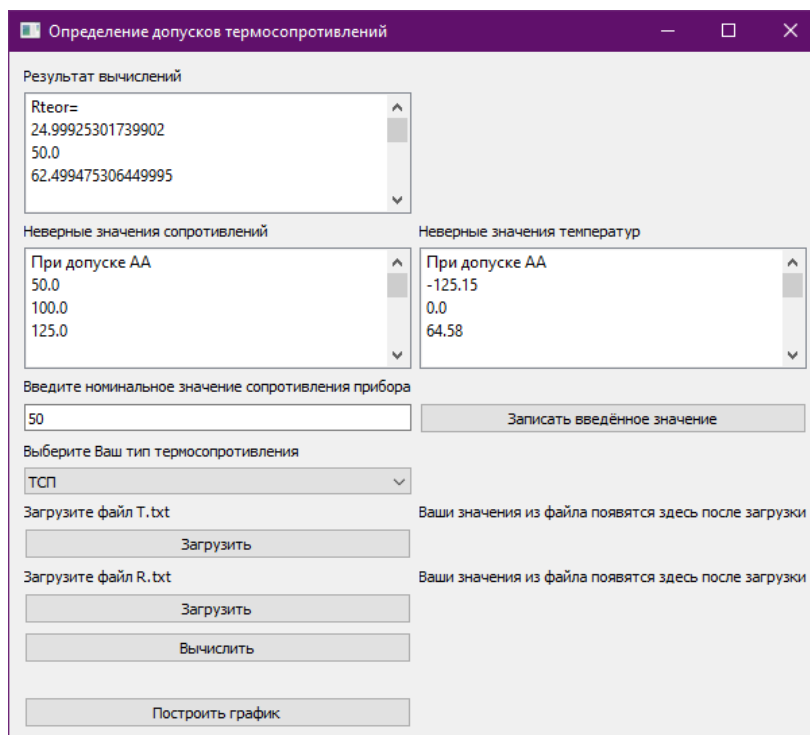 Определение допусков термосопротивлений
Результат вычислений
Rteor=
24.99925301739902
50.0
62.499475306449995
Неверные значения сопротивлений
Неверные значения температур
При допуске AA
50.0
100.0
125.0
При допуске AA
-125.15
0.0
64.58
Введите номинальное значение сопротивления прибора
50
Записать введённое значение
Выберите Ваш тип термосопротивления
ТСП
Загрузите файл T.txt
Ваши значения из файла появятся здесь после загрузки
Загрузить
Загрузите файл R.txt
Ваши значения из файла появятся здесь после загрузки
Загрузить
Вычислить
Построить график